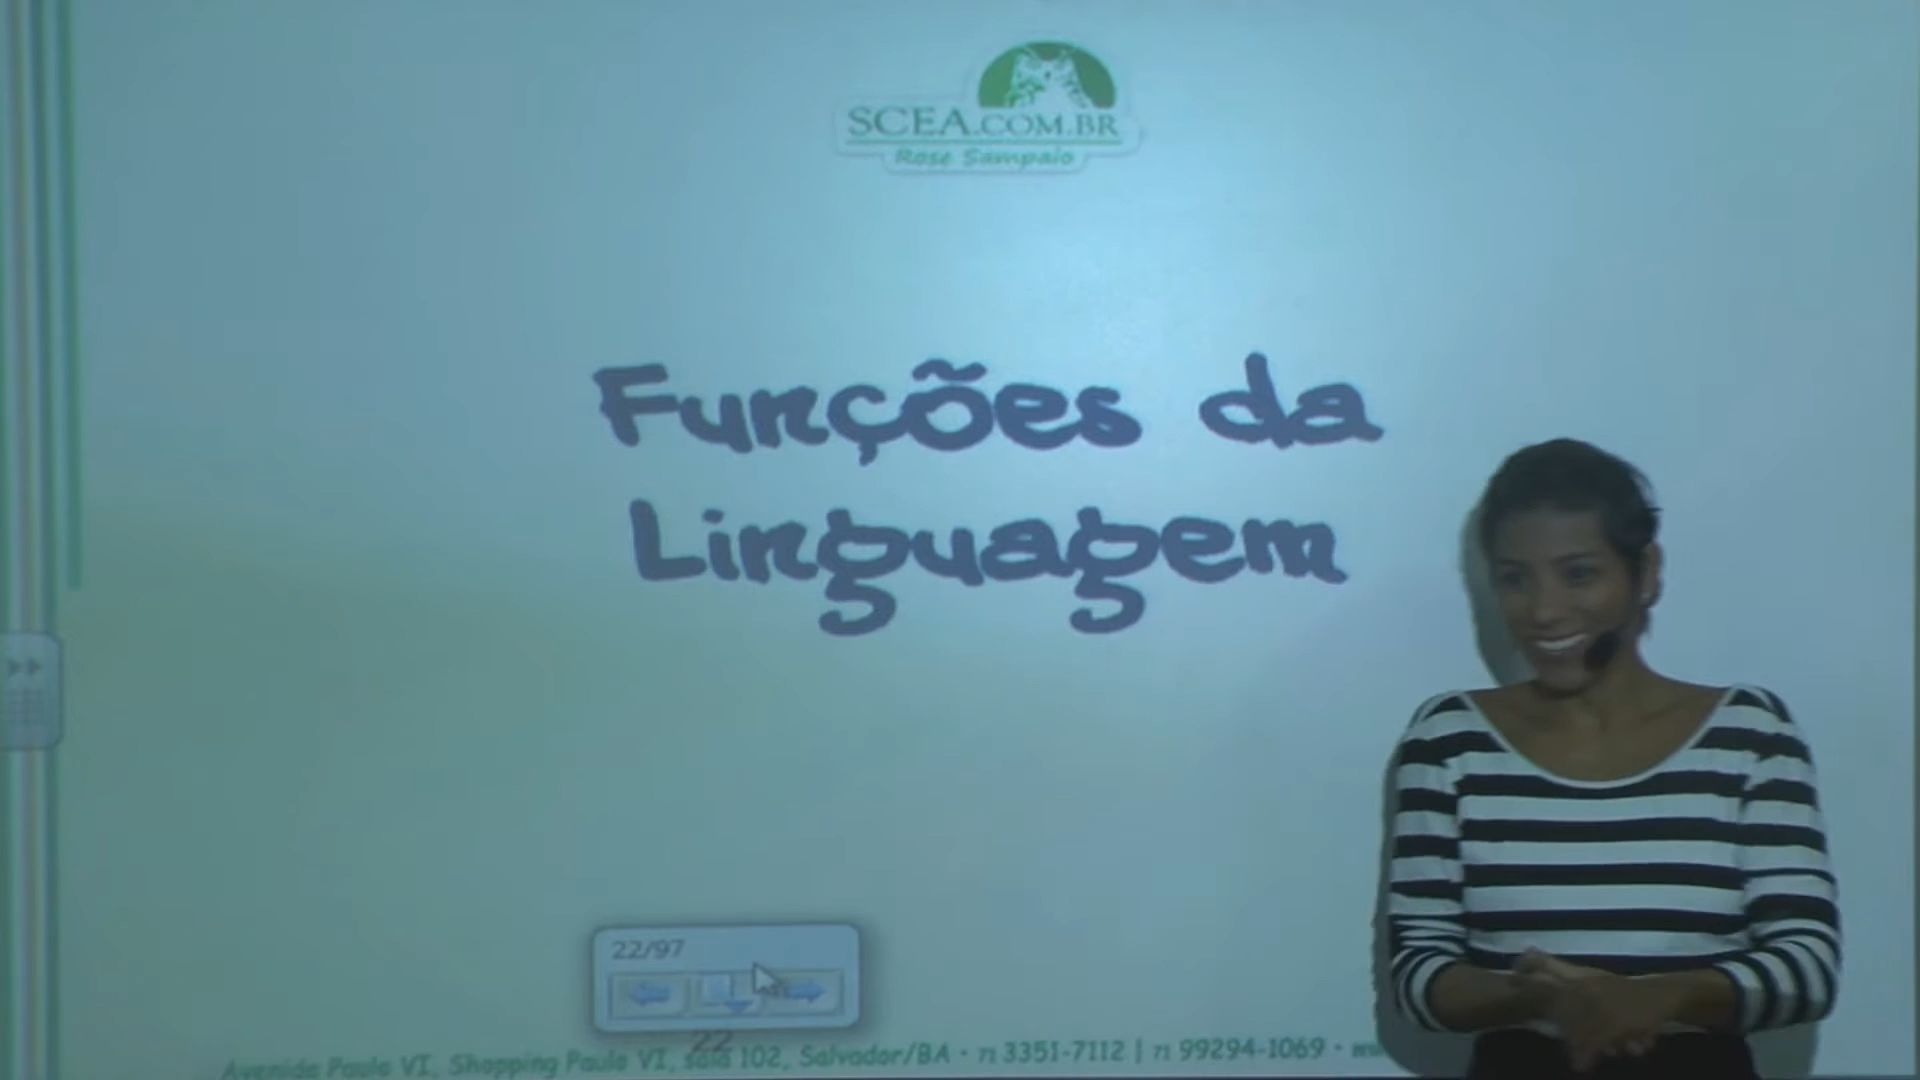 SCEA.COM.BR
Rose Sampaio
Funções da
Linguagem
22/97
22
Avenida Paulo VI, Shopping Paulo VI, sala 102, Salvador/BA • 71 3351-7112 | 71 99294-1069 •